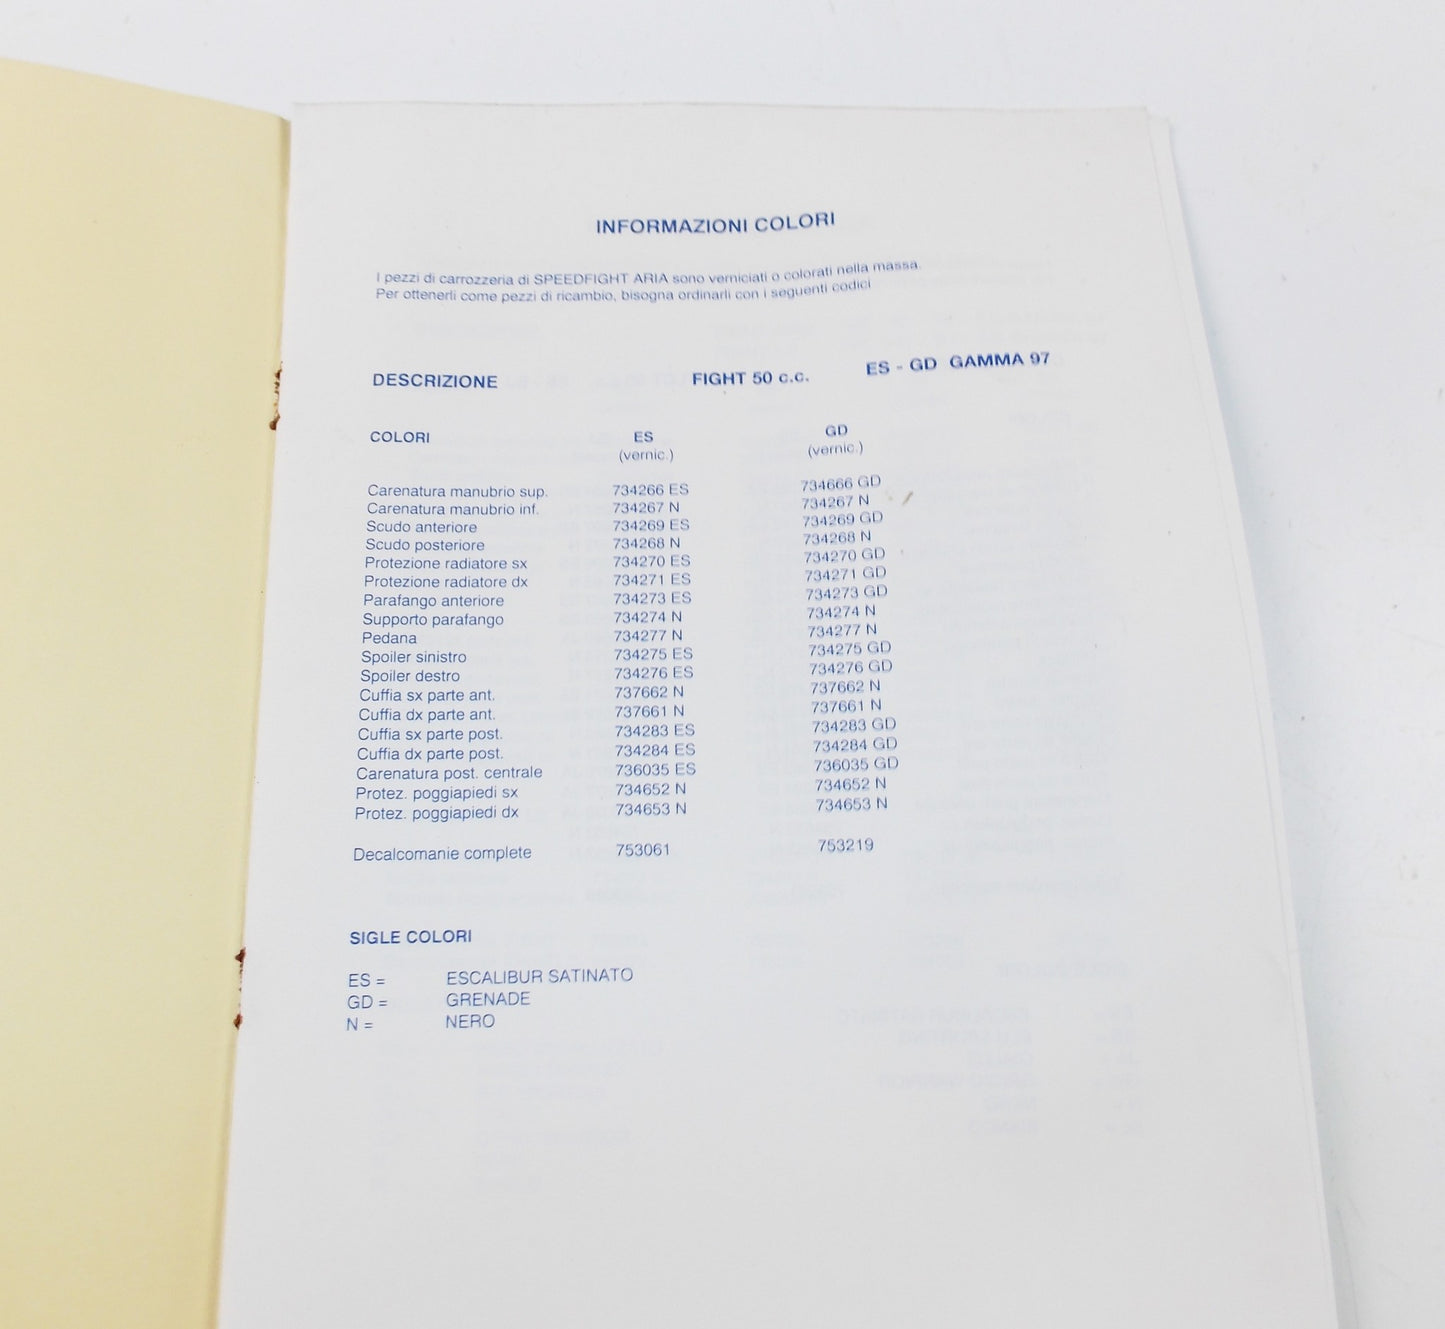 INFORMAZIONI COLORI
I pezzi di carrozzeria di SPEEDFIGHT ARIA sono verniciati o colorati nella massa.
Per ottenerli come pezzi di ricambio, bisogna ordinarli con i seguenti codici
DESCRIZIONE FIGHT 50 c.c. ES - GD GAMMA 97
COLORI ES GD
(vernic.) (vernic.)
Carenatura manubrio sup. 734266 ES 734666 GD
Carenatura manubrio inf. 734267 N 734267 N
Scudo anteriore 734269 ES 734269 GD
Scudo posteriore 734268 N 734268 N
Protezione radiatore sx 734270 ES 734270 GD
Protezione radiatore dx 734271 ES 734271 GD
Parafango anteriore 734273 ES 734273 GD
Supporto parafango 734274 N 734274 N
Pedana 734277 N 734277 N
Spoiler sinistro 734275 ES 734275 GD
Spoiler destro 734276 ES 734276 GD
Cuffia sx parte ant. 737662 N 737662 N
Cuffia dx parte ant. 737661 N 737661 N
Cuffia sx parte post. 734283 ES 734283 GD
Cuffia dx parte post. 734284 ES 734284 GD
Carenatura post. centrale 736035 ES 736035 GD
Protez. poggiapiedi sx 734652 N 734652 N
Protez. poggiapiedi dx 734653 N 734653 N
Decalcomanie complete 753061 753219
SIGLE COLORI
ES = ESCALIBUR SATINATO
GD = GRENADE
N = NERO